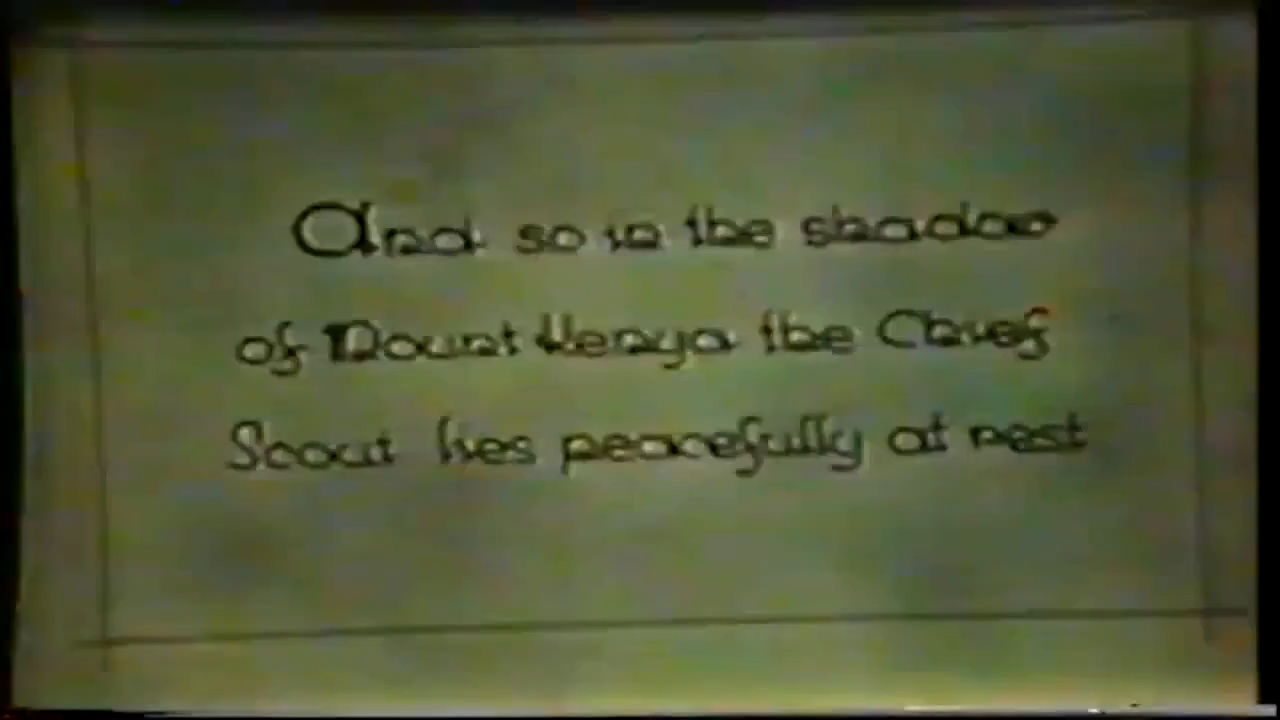 And so in the shadow
of Mount Kenya the Chief
Scout lies peacefully at rest